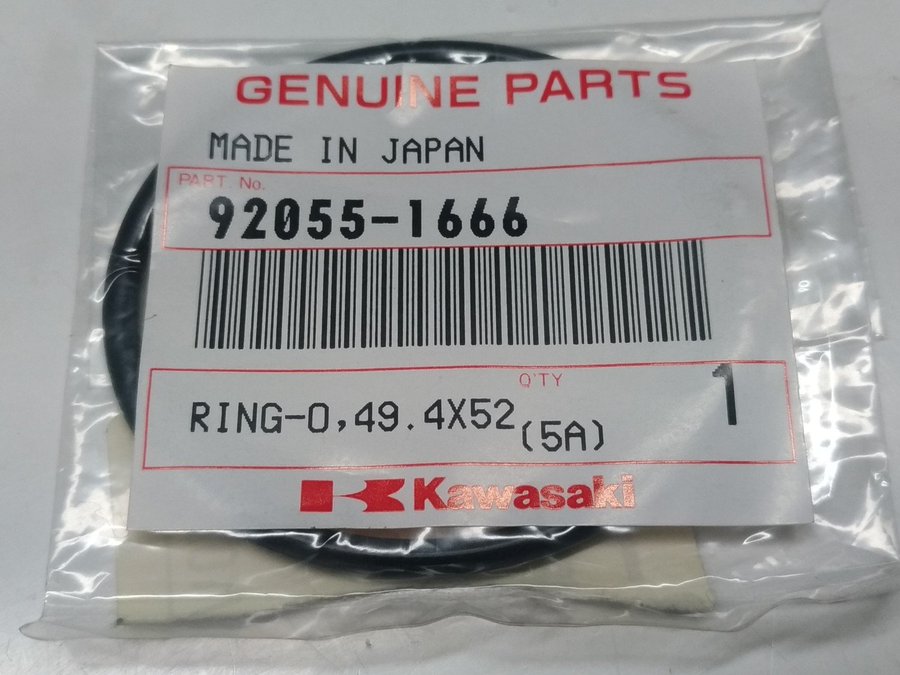 GENUINE PARTS
MADE IN JAPAN
PART. No.
92055-1666
Q'TY
1
RING-O,49.4X52
(5A)
Kawasaki